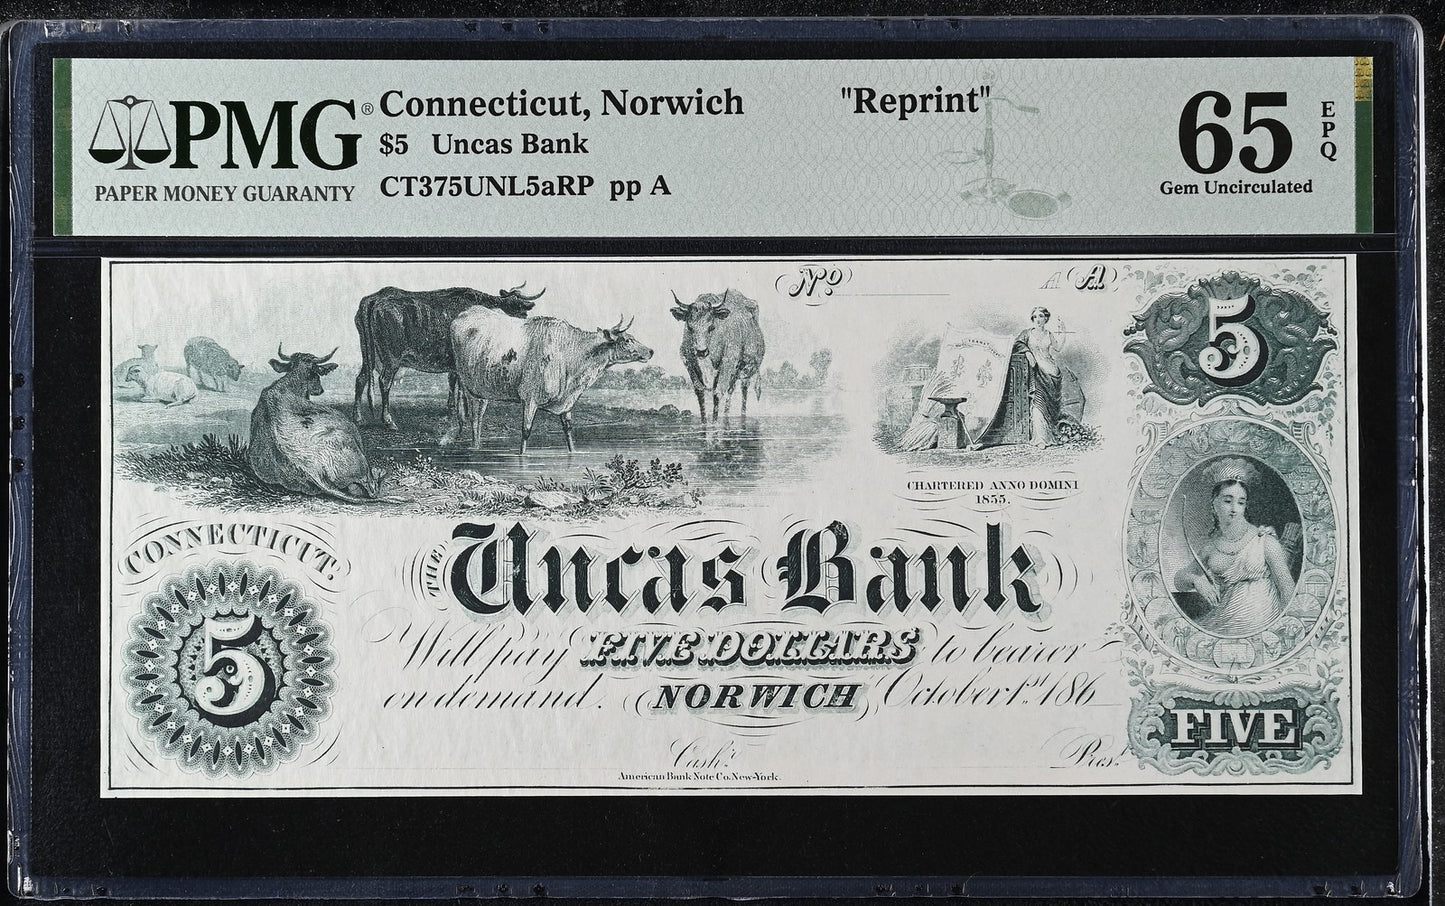 PMG®
PAPER MONEY GUARANTY
Connecticut, Norwich "Reprint"
$5 Uncas Bank
CT375UNL5aRP pp A
65
EPQ
Gem Uncirculated
No A A
5
CHARTERED ANNO DOMINI
1855.
CONNECTICUT.
5
THE Uncas Bank
Will pay FIVE DOLLARS to bearer
on demand. NORWICH October 1st. 186
FIVE
Cashr. Prest.
American Bank Note Co. New-York.